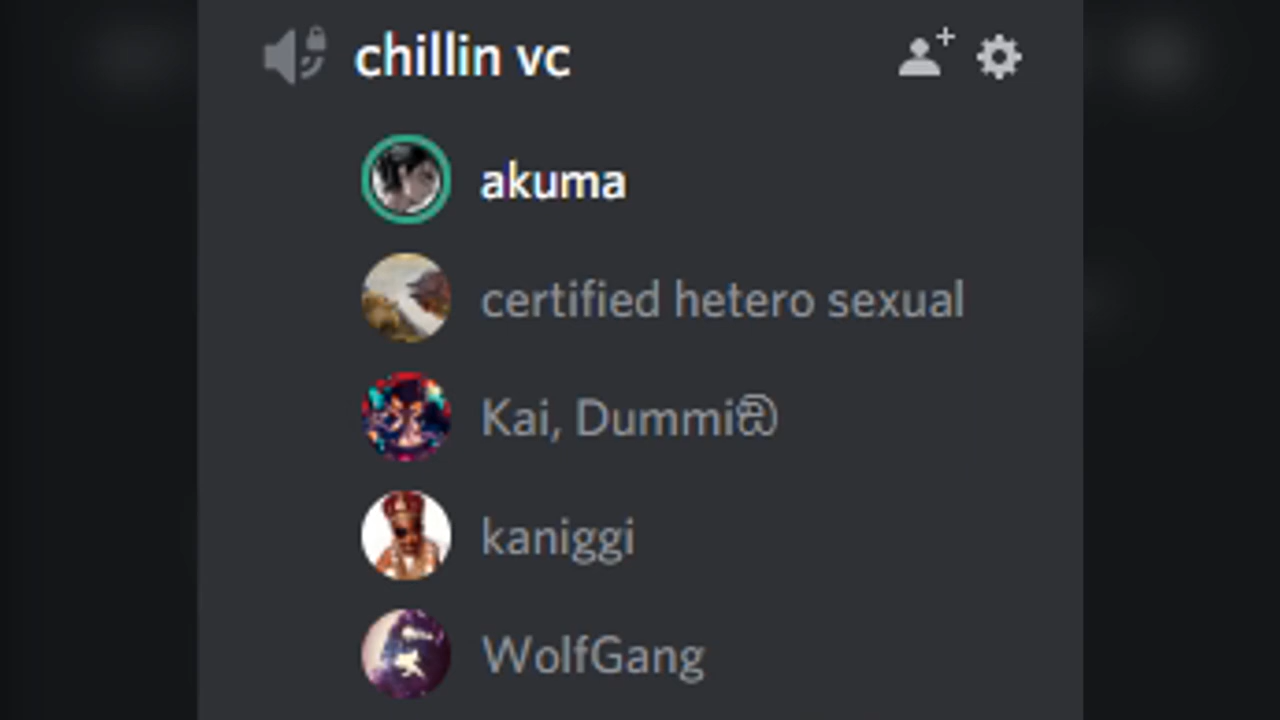 chillin vc
akuma
certified hetero sexual
Kai, Dummiඞ
kaniggi
WolfGang